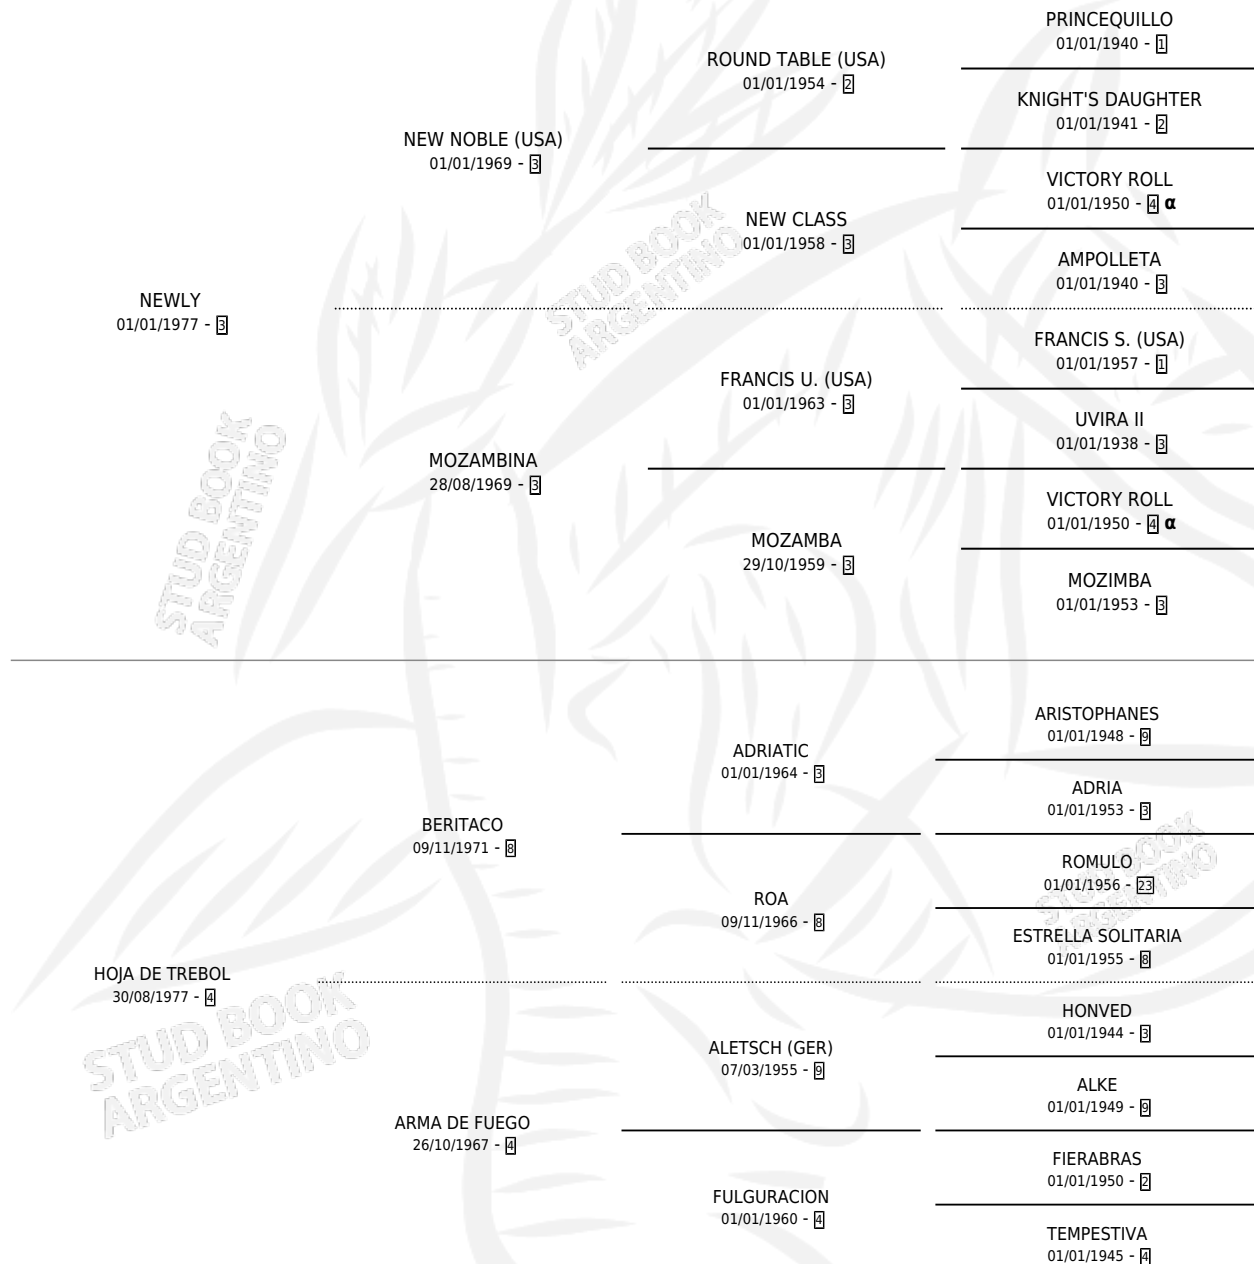 PRINCEQUILLO
01/01/1940 - 1
ROUND TABLE (USA)
01/01/1954 - 2
KNIGHT'S DAUGHTER
01/01/1941 - 2
NEW NOBLE (USA)
01/01/1969 - 3
VICTORY ROLL
01/01/1950 - 4 α
NEW CLASS
01/01/1958 - 3
AMPOLLETA
01/01/1940 - 3
NEWLY
01/01/1977 - 3
FRANCIS S. (USA)
01/01/1957 - 1
FRANCIS U. (USA)
01/01/1963 - 3
UVIRA II
01/01/1938 - 3
MOZAMBINA
28/08/1969 - 3
VICTORY ROLL
01/01/1950 - 4 α
MOZAMBA
29/10/1959 - 3
MOZIMBA
01/01/1953 - 3
ARISTOPHANES
01/01/1948 - 9
ADRIATIC
01/01/1964 - 3
ADRIA
01/01/1953 - 3
BERITACO
09/11/1971 - 8
ROMULO
01/01/1956 - 23
ROA
09/11/1966 - 8
ESTRELLA SOLITARIA
01/01/1955 - 8
HOJA DE TREBOL
30/08/1977 - 4
HONVED
01/01/1944 - 3
ALETSCH (GER)
07/03/1955 - 9
ALKE
01/01/1949 - 9
ARMA DE FUEGO
26/10/1967 - 4
FIERABRAS
01/01/1950 - 2
FULGURACION
01/01/1960 - 4
TEMPESTIVA
01/01/1945 - 4
STUD BOOK
ARGENTINO
STUD BOOK
ARGENTINO
STUD BOOK
ARGENTINO
STUD BOOK
ARGENTINO